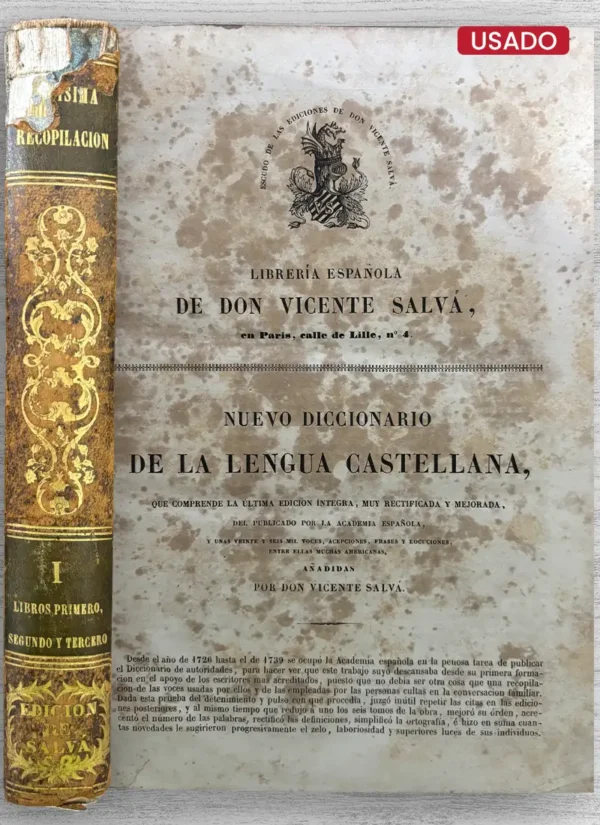 USADO
RECOPILACION
I
LIBROS PRIMERO,
SEGUNDO Y TERCERO
EDICION
DE
SALVA
ESCUDO DE LAS EDICIONES DE DON VICENTE SALVÁ
LIBRERÍA ESPAÑOLA
DE DON VICENTE SALVÁ,
en Paris, calle de Lille, nº 4.
NUEVO DICCIONARIO
DE LA LENGUA CASTELLANA,
QUE COMPRENDE LA ÚLTIMA EDICION ÍNTEGRA, MUY RECTIFICADA Y MEJORADA,
DEL PUBLICADO POR LA ACADEMIA ESPAÑOLA,
Y UNAS VEINTE Y SEIS MIL VOCES, ACEPCIONES, FRASES Y LOCUCIONES,
ENTRE ELLAS MUCHAS AMERICANAS,
AÑADIDAS
POR DON VICENTE SALVÁ.
Desde el año de 1726 hasta el de 1739 se ocupó la Academia española en la penosa tarea de publicar
el Diccionario de autoridades, para hacer ver que este trabajo suyo descansaba desde su primera forma-
cion en el apoyo de los escritores mas acreditados, puesto que no debia ser otra cosa que una recopila-
cion de las voces usadas por ellos y de las empleadas por las personas cultas en la conversacion familiar.
Dada esta prueba del detenimiento y pulso con que procedia, juzgó inútil repetir las citas en las edicio-
nes posteriores, y al mismo tiempo que redujo á uno los seis tomos de la obra, mejoró su órden, acre-
centó el número de las palabras, rectificó las definiciones, simplificó la ortografía, é hizo en suma cuan-
tas novedades le sugirieron progresivamente el zelo, laboriosidad y superiores luces de sus individuos.